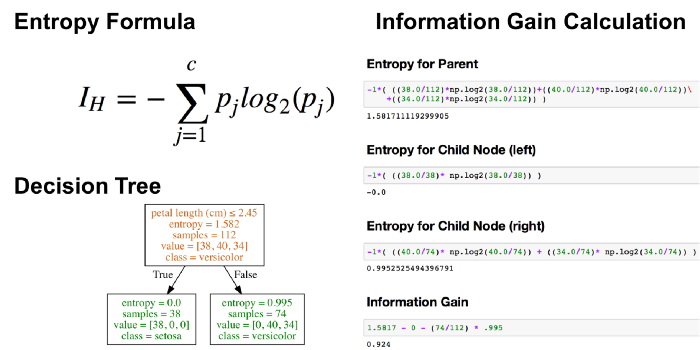 Entropy Formula
I_H = − ∑_{j=1}^{c} p_j log_2(p_j)
Decision Tree
petal length (cm) ≤ 2.45
entropy = 1.582
samples = 112
value = [38, 40, 34]
class = versicolor
True
False
entropy = 0.0
samples = 38
value = [38, 0, 0]
class = setosa
entropy = 0.995
samples = 74
value = [0, 40, 34]
class = versicolor
Information Gain Calculation
Entropy for Parent
-1*( ((38.0/112)*np.log2(38.0/112))+((40.0/112)*np.log2(40.0/112))\
+((34.0/112)*np.log2(34.0/112)) )
1.581711119299905
Entropy for Child Node (left)
-1*( ((38.0/38)* np.log2(38.0/38)) )
-0.0
Entropy for Child Node (right)
-1*( ((40.0/74)* np.log2(40.0/74)) + ((34.0/74)* np.log2(34.0/74)) )
0.9952525494396791
Information Gain
1.5817 - 0 - (74/112) * .995
0.924